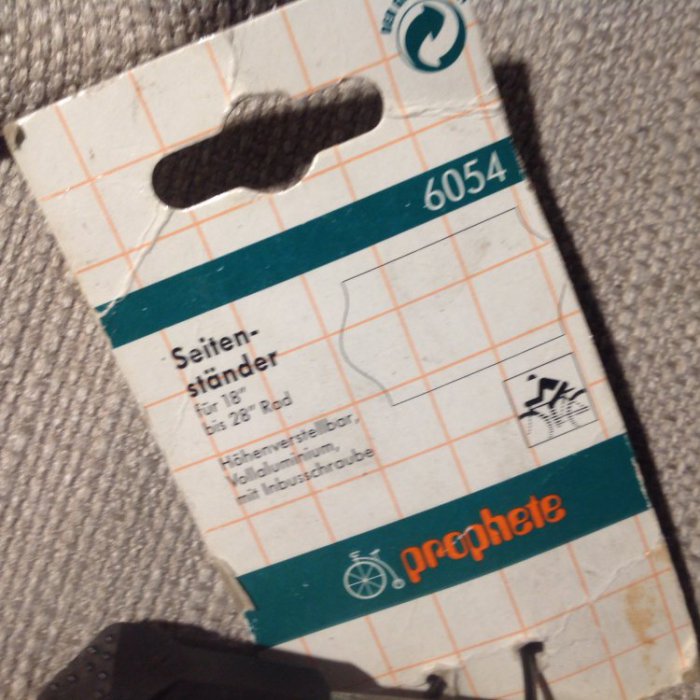 6054
Seiten-
ständer
für 18"
bis 28" Rad
Höhenverstellbar,
Vollaluminium,
mit Inbusschraube
prophete